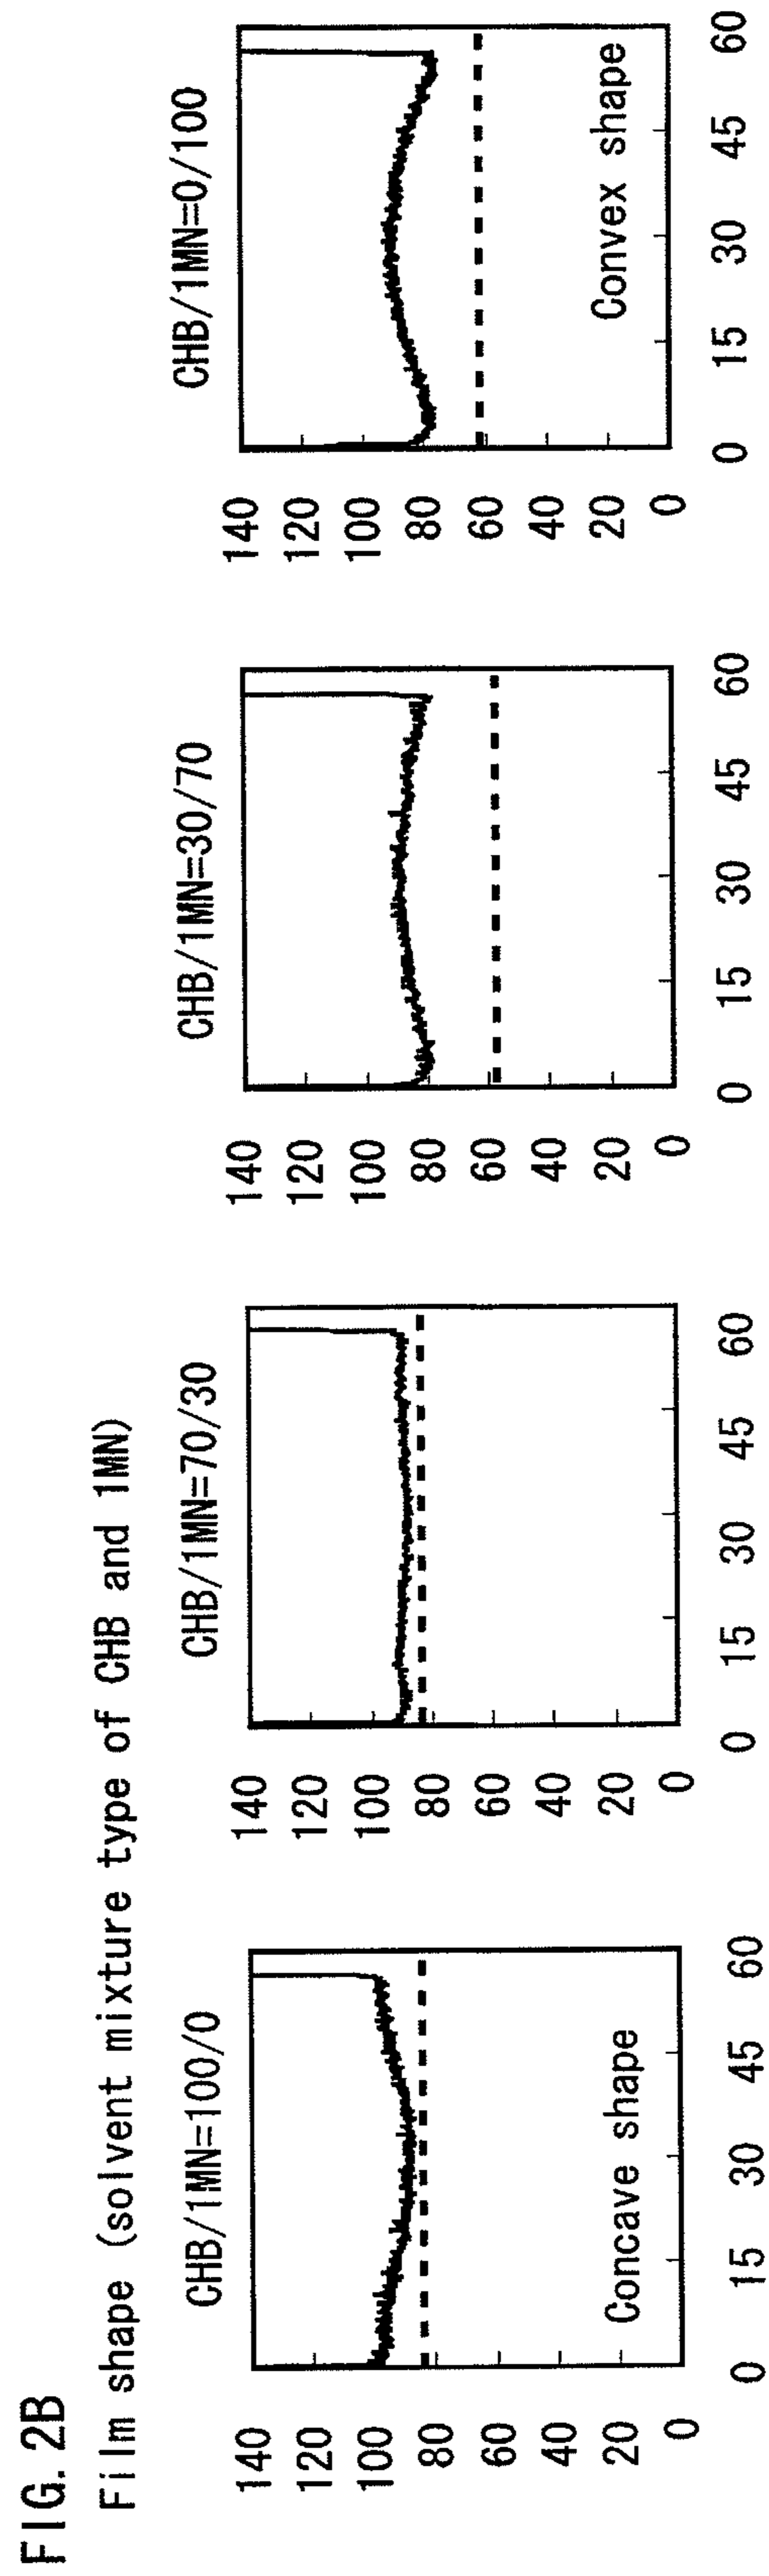 FIG. 2B
Film shape (solvent mixture type of CHB and 1MN)
CHB/1MN=100/0
140
120
100
80
60
40
20
0
Concave shape
0 15 30 45 60
CHB/1MN=70/30
140
120
100
80
60
40
20
0
0 15 30 45 60
CHB/1MN=30/70
140
120
100
80
60
40
20
0
0 15 30 45 60
CHB/1MN=0/100
140
120
100
80
60
40
20
0
Convex shape
0 15 30 45 60